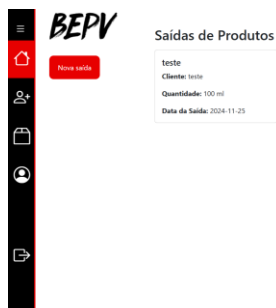 BEPV
Saídas de Produtos
Nova saída
teste
Cliente: teste
Quantidade: 100 ml
Data da Saída: 2024-11-25